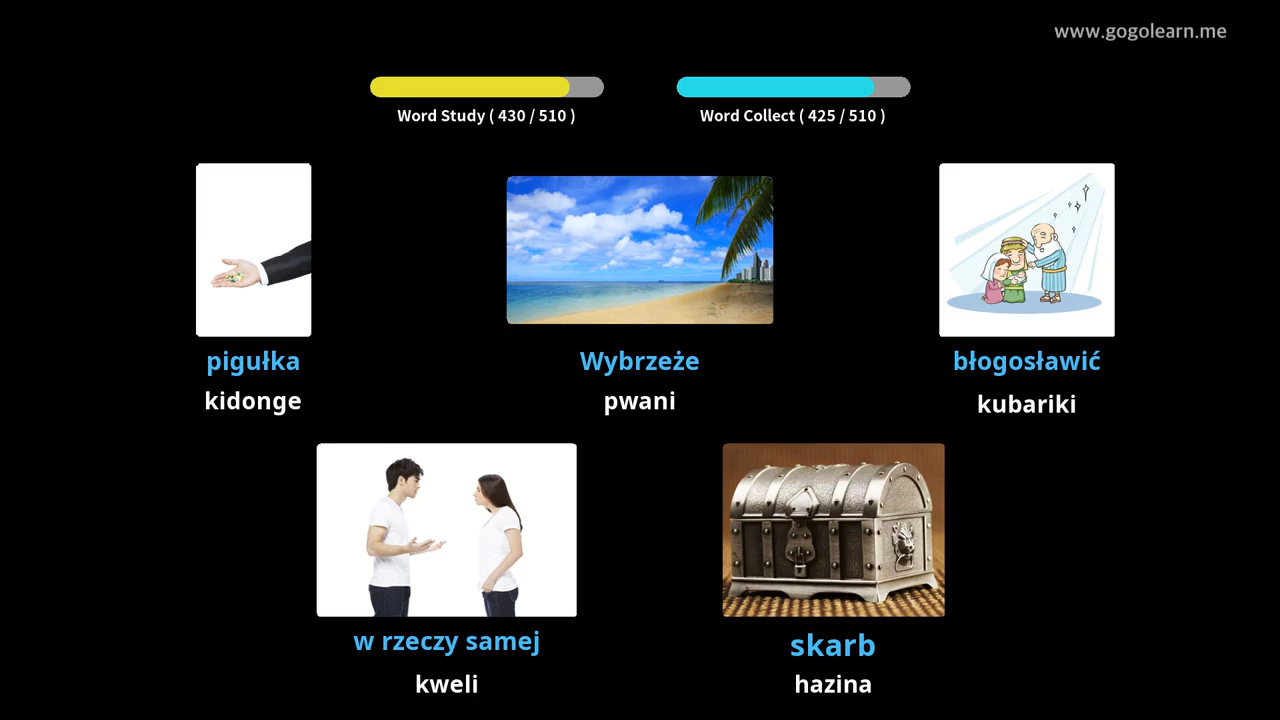 www.gogolearn.me
Word Study ( 430 / 510 )
Word Collect ( 425 / 510 )
pigułka
kidonge
Wybrzeże
pwani
błogosławić
kubariki
w rzeczy samej
kweli
skarb
hazina